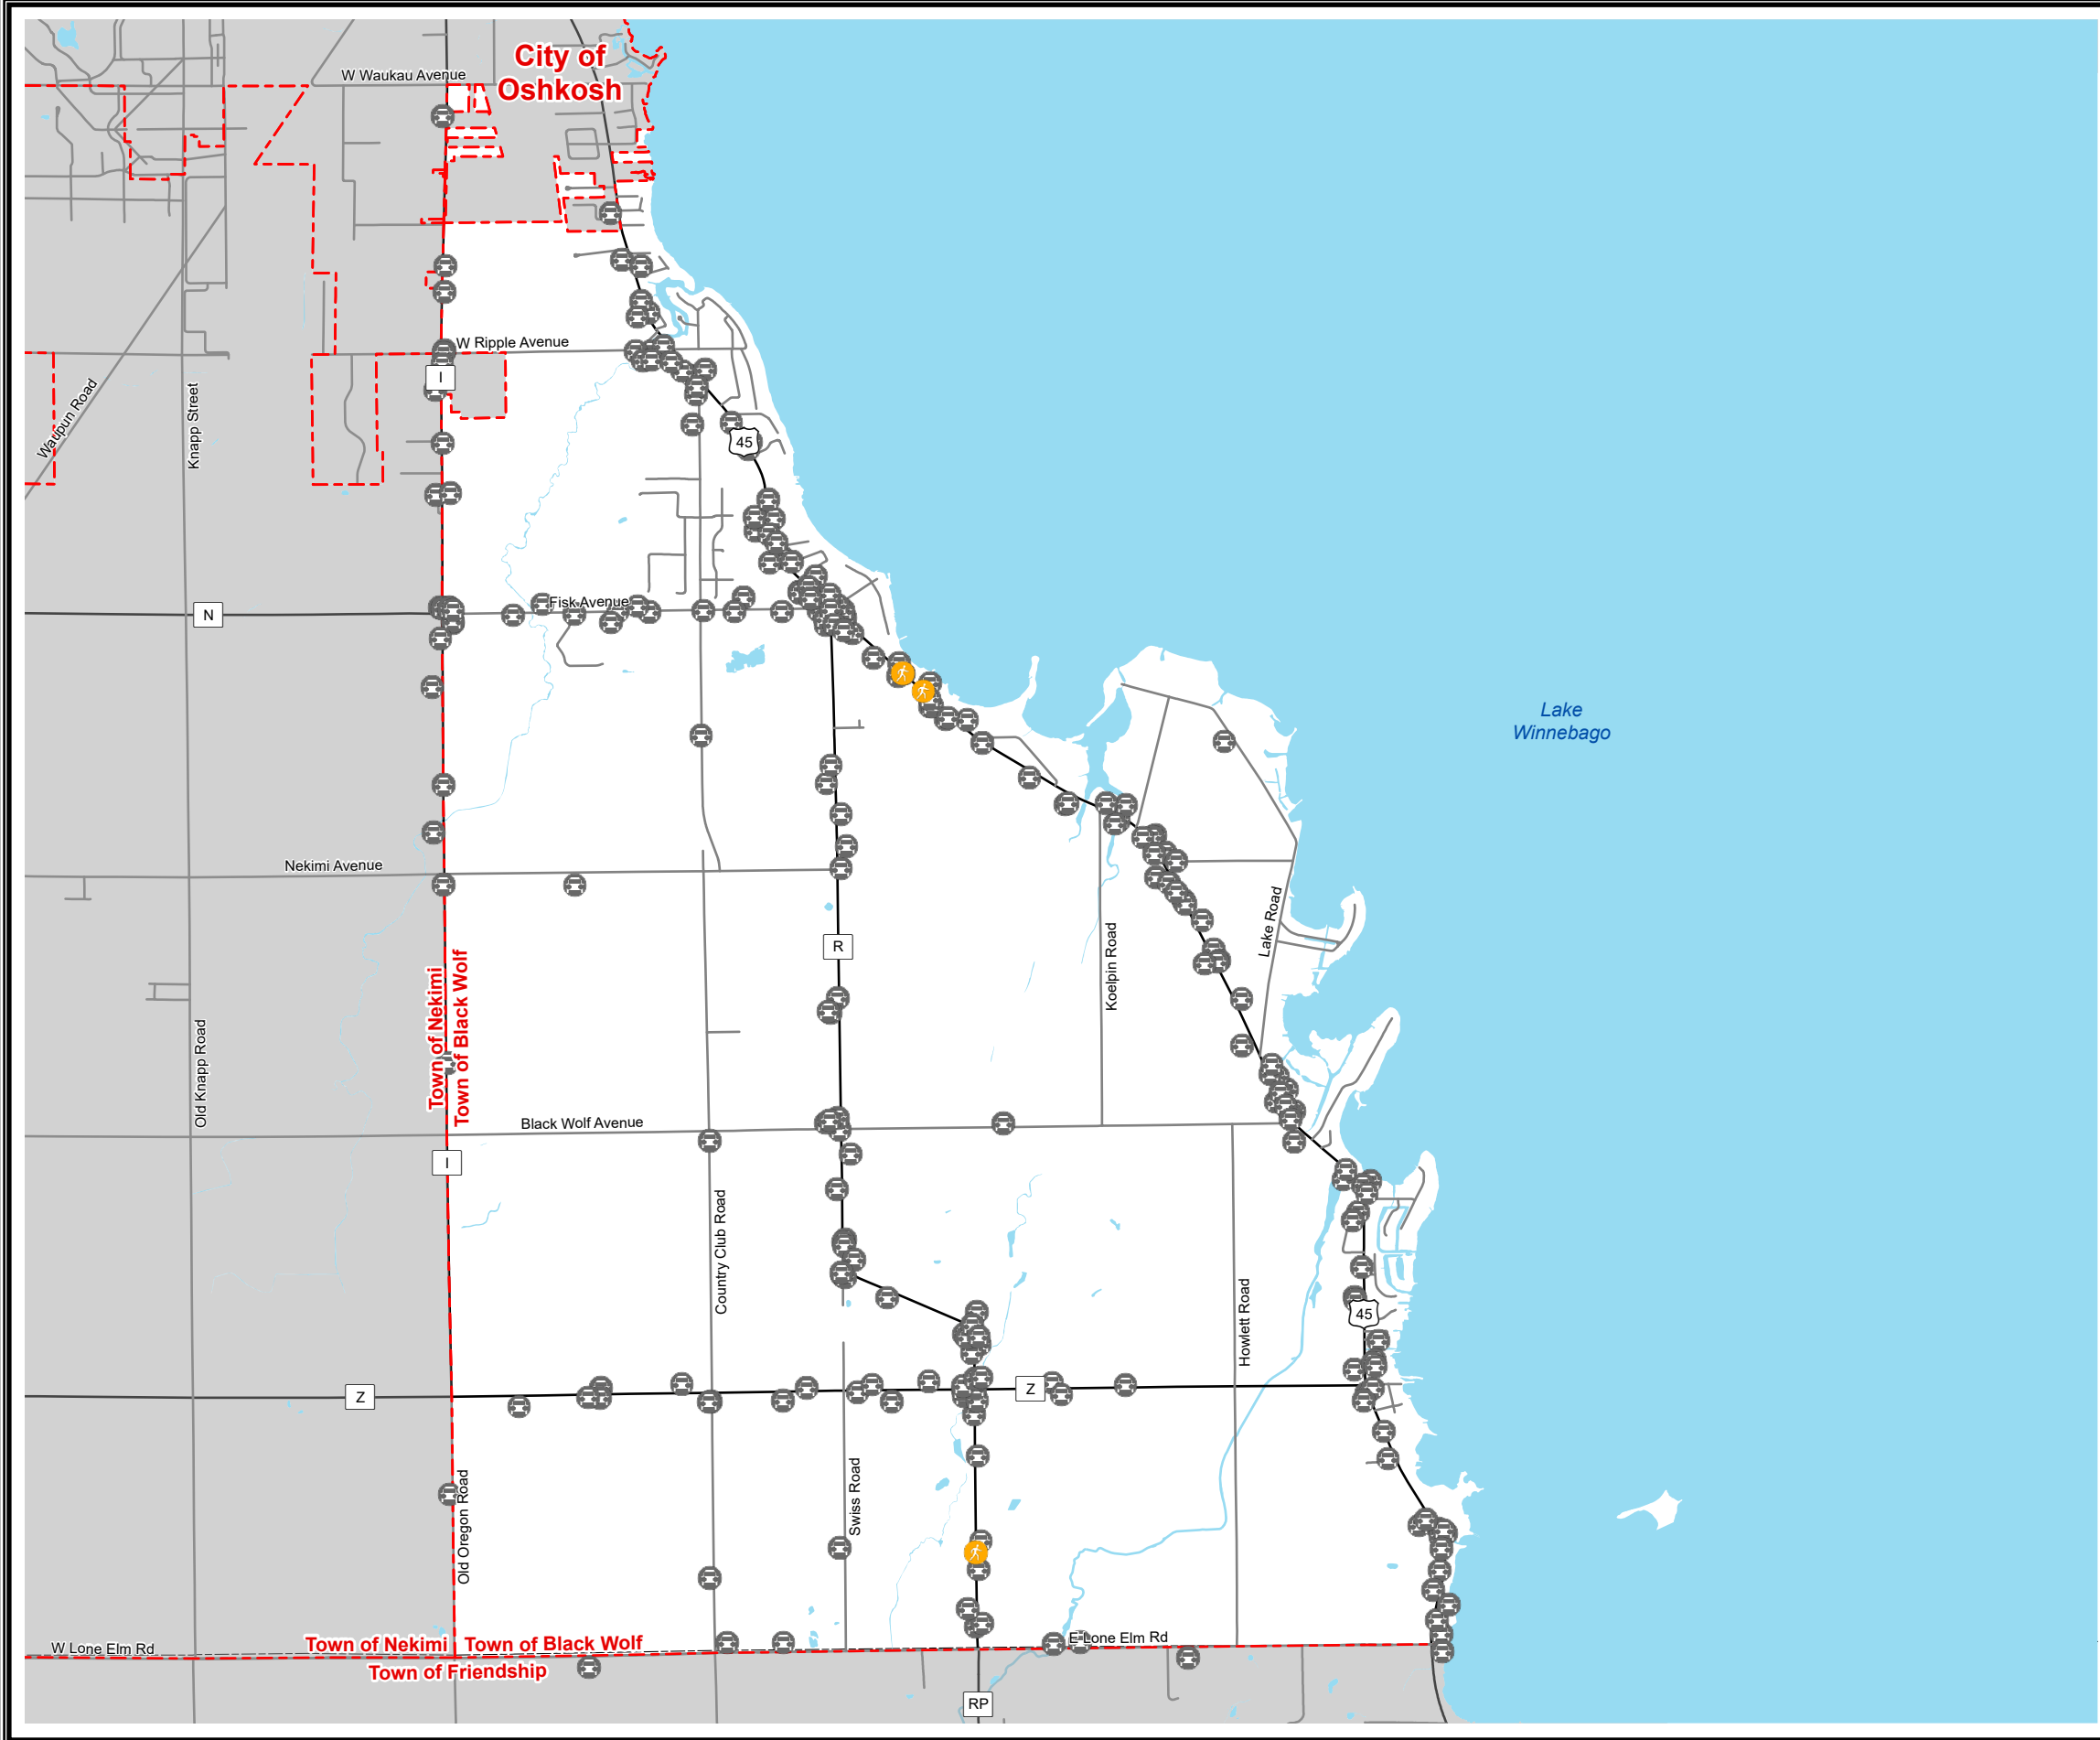 City of
Oshkosh
W Waukau Avenue
W Ripple Avenue
I
Waupun Road
Knapp Street
45
Fisk Avenue
N
Lake
Winnebago
Nekimi Avenue
R
Koelpin Road
Lake Road
Town of Nekimi
Town of Black Wolf
Old Knapp Road
Black Wolf Avenue
I
Country Club Road
Howlett Road
45
Z
Z
Swiss Road
Old Oregon Road
W Lone Elm Rd
Town of Nekimi
Town of Black Wolf
E Lone Elm Rd
Town of Friendship
RP